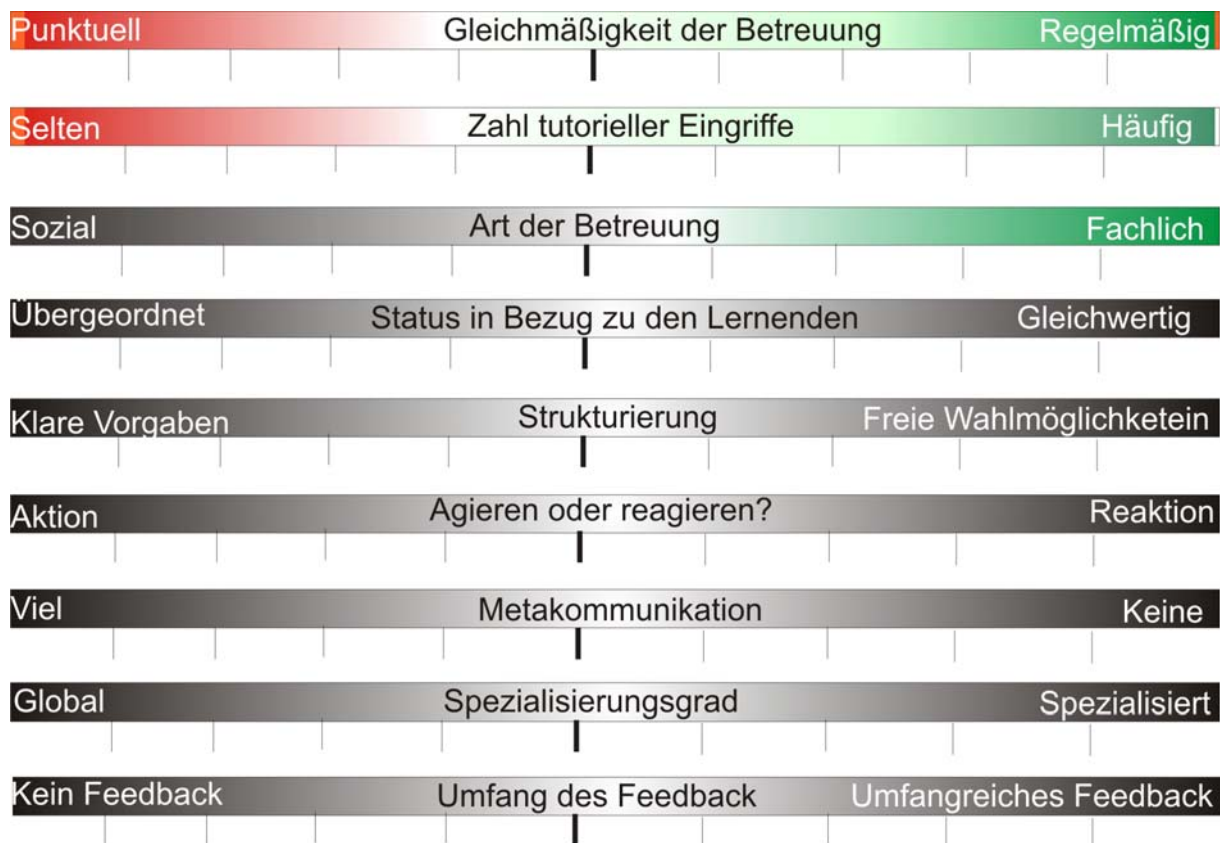 Punktuell Gleichmäßigkeit der Betreuung Regelmäßig
Selten Zahl tutorieller Eingriffe Häufig
Sozial Art der Betreuung Fachlich
Übergeordnet Status in Bezug zu den Lernenden Gleichwertig
Klare Vorgaben Strukturierung Freie Wahlmöglichketein
Aktion Agieren oder reagieren? Reaktion
Viel Metakommunikation Keine
Global Spezialisierungsgrad Spezialisiert
Kein Feedback Umfang des Feedback Umfangreiches Feedback